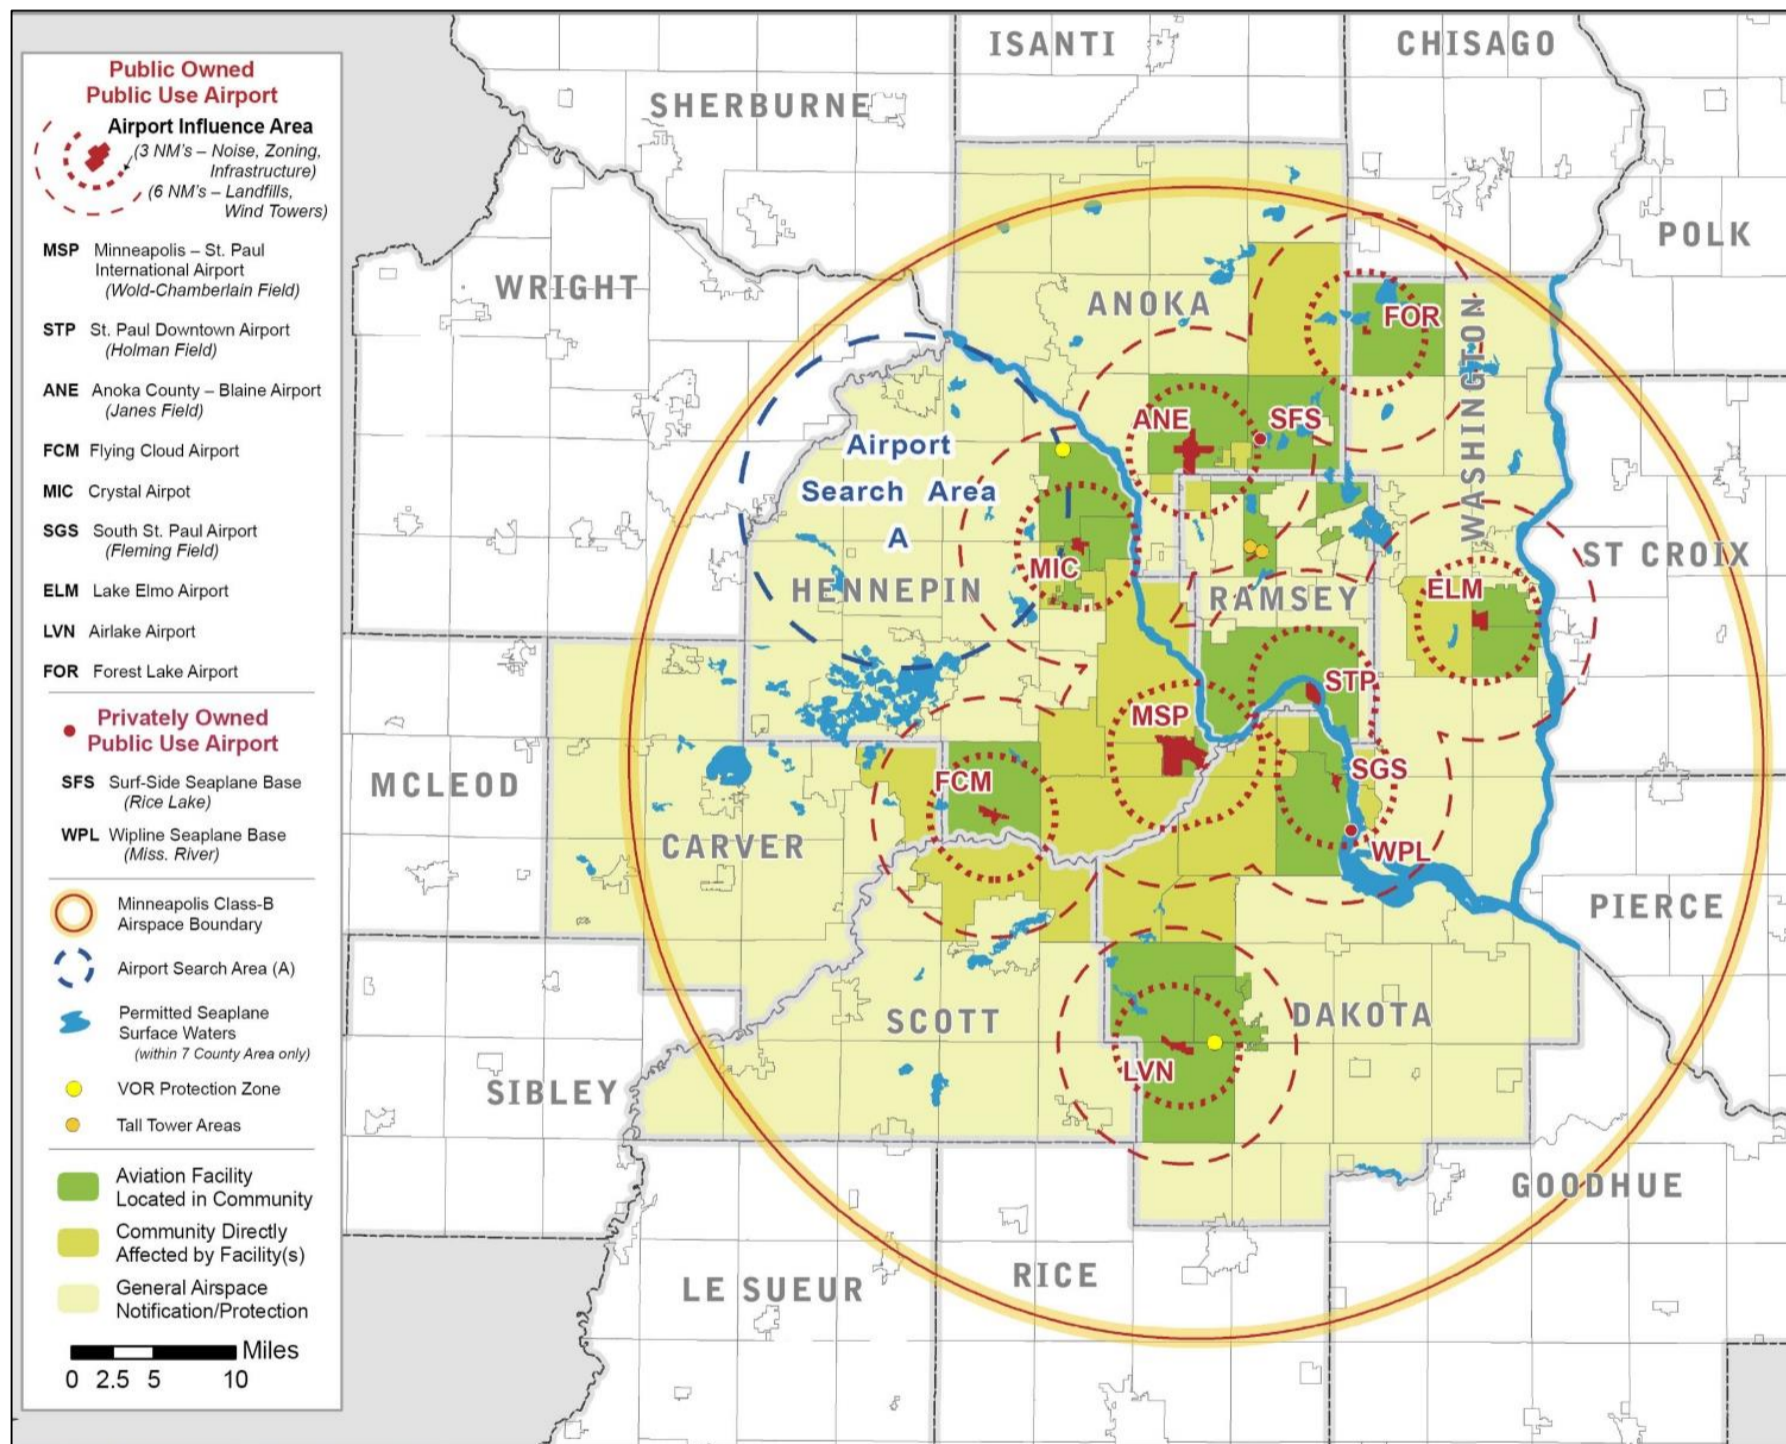 Public Owned
Public Use Airport
Airport Influence Area
(3 NM's – Noise, Zoning,
Infrastructure)
(6 NM's – Landfills,
Wind Towers)
MSP Minneapolis – St. Paul
International Airport
(Wold-Chamberlain Field)
STP St. Paul Downtown Airport
(Holman Field)
ANE Anoka County – Blaine Airport
(Janes Field)
FCM Flying Cloud Airport
MIC Crystal Airpot
SGS South St. Paul Airport
(Fleming Field)
ELM Lake Elmo Airport
LVN Airlake Airport
FOR Forest Lake Airport
Privately Owned
Public Use Airport
SFS Surf-Side Seaplane Base
(Rice Lake)
WPL Wipline Seaplane Base
(Miss. River)
Minneapolis Class-B
Airspace Boundary
Airport Search Area (A)
Permitted Seaplane
Surface Waters
(within 7 County Area only)
VOR Protection Zone
Tall Tower Areas
Aviation Facility
Located in Community
Community Directly
Affected by Facility(s)
General Airspace
Notification/Protection
Miles
0 2.5 5 10
ISANTI
CHISAGO
SHERBURNE
POLK
WRIGHT
ANOKA
FOR
WASHINGTON
ANE
SFS
Airport
Search Area
A
ST CROIX
MIC
HENNEPIN
RAMSEY
ELM
STP
MSP
SGS
MCLEOD
FCM
CARVER
WPL
PIERCE
SCOTT
DAKOTA
LVN
SIBLEY
GOODHUE
RICE
LE SUEUR